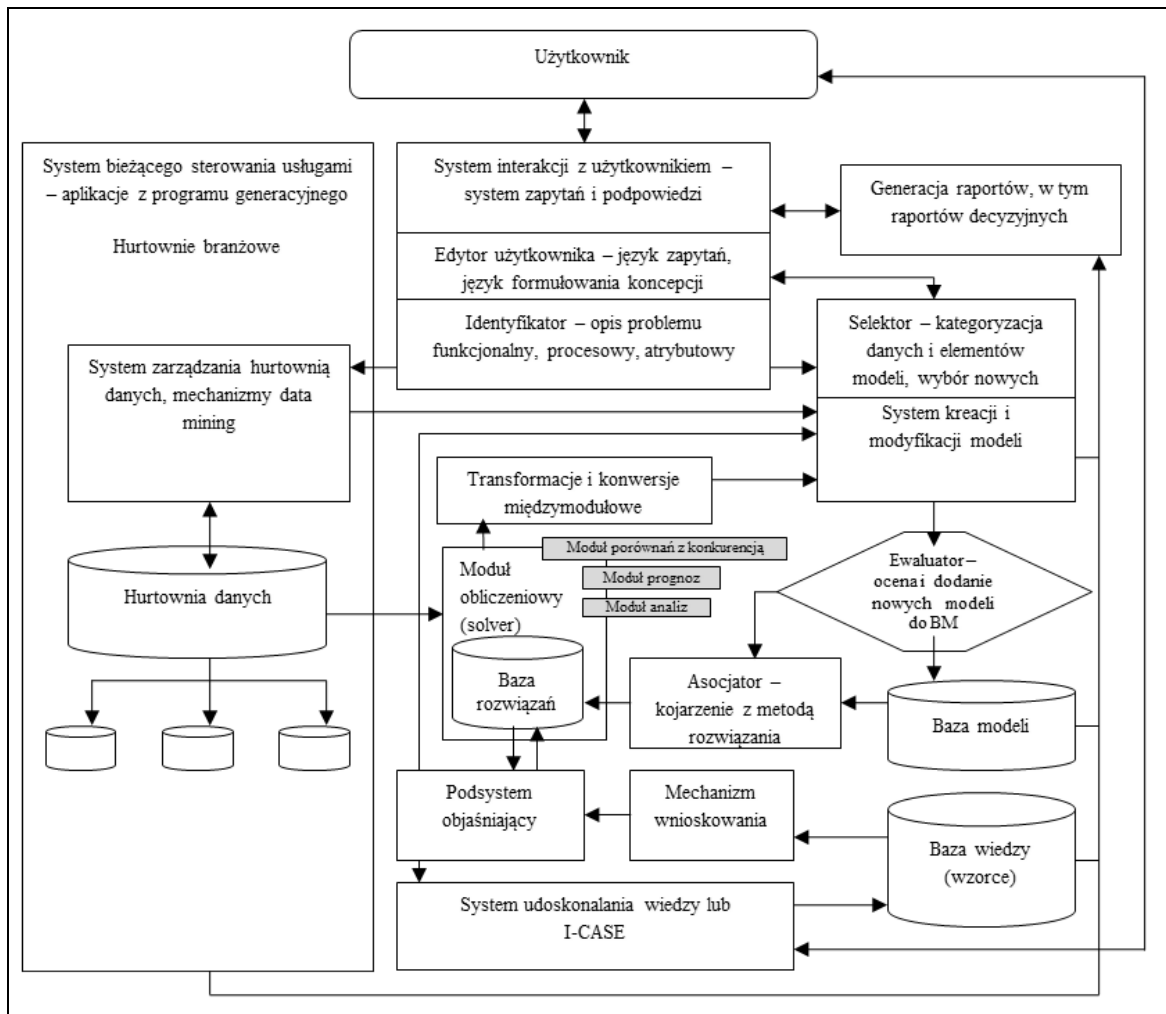 Użytkownik
System bieżącego sterowania usługami
– aplikacje z programu generacyjnego
Hurtownie branżowe
System interakcji z użytkownikiem –
system zapytań i podpowiedzi
Generacja raportów, w tym
raportów decyzyjnych
Edytor użytkownika – język zapytań,
język formułowania koncepcji
Identyfikator – opis problemu
funkcjonalny, procesowy, atrybutowy
Selektor – kategoryzacja
danych i elementów
modeli, wybór nowych
System zarządzania hurtownią
danych, mechanizmy data
mining
System kreacji i
modyfikacji modeli
Transformacje i konwersje
międzymodułowe
Moduł porównań z konkurencją
Moduł prognoz
Moduł analiz
Moduł
obliczeniowy
(solver)
Ewaluator –
ocena i dodanie
nowych modeli
do BM
Hurtownia danych
Baza
rozwiązań
Asocjator –
kojarzenie z metodą
rozwiązania
Baza modeli
Podsystem
objaśniający
Mechanizm
wnioskowania
Baza wiedzy
(wzorce)
System udoskonalania wiedzy lub
I-CASE